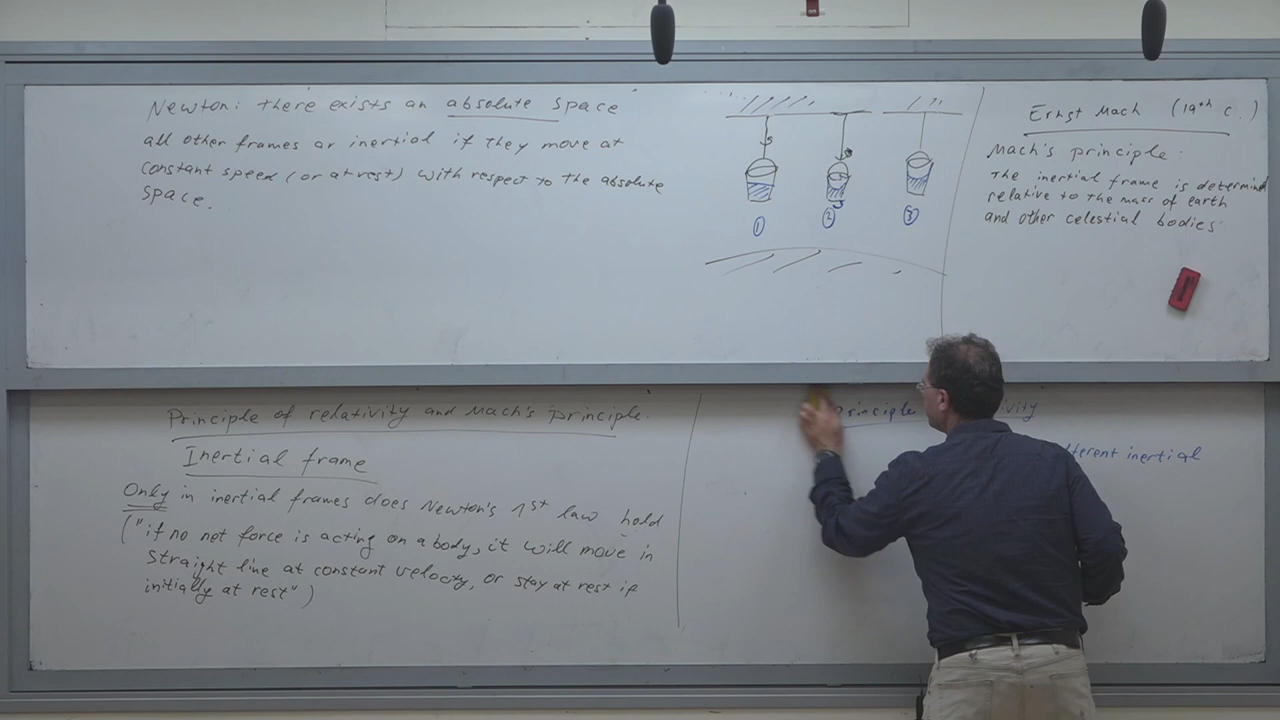 Newton: there exists an absolute space
all other frames ar inertial if they move at
constant speed (or at rest) with respect to the absolute
space.
1
2
3
Ernst Mach (19th c.)
Mach's principle:
The inertial frame is determined
relative to the mass of earth
and other celestial bodies
Principle of relativity and Mach's principle.
Inertial frame
Only in inertial frames does Newton's 1st law hold
("if no net force is acting on a body, it will move in
straight line at constant velocity, or stay at rest if
initially at rest")
principle
inertial